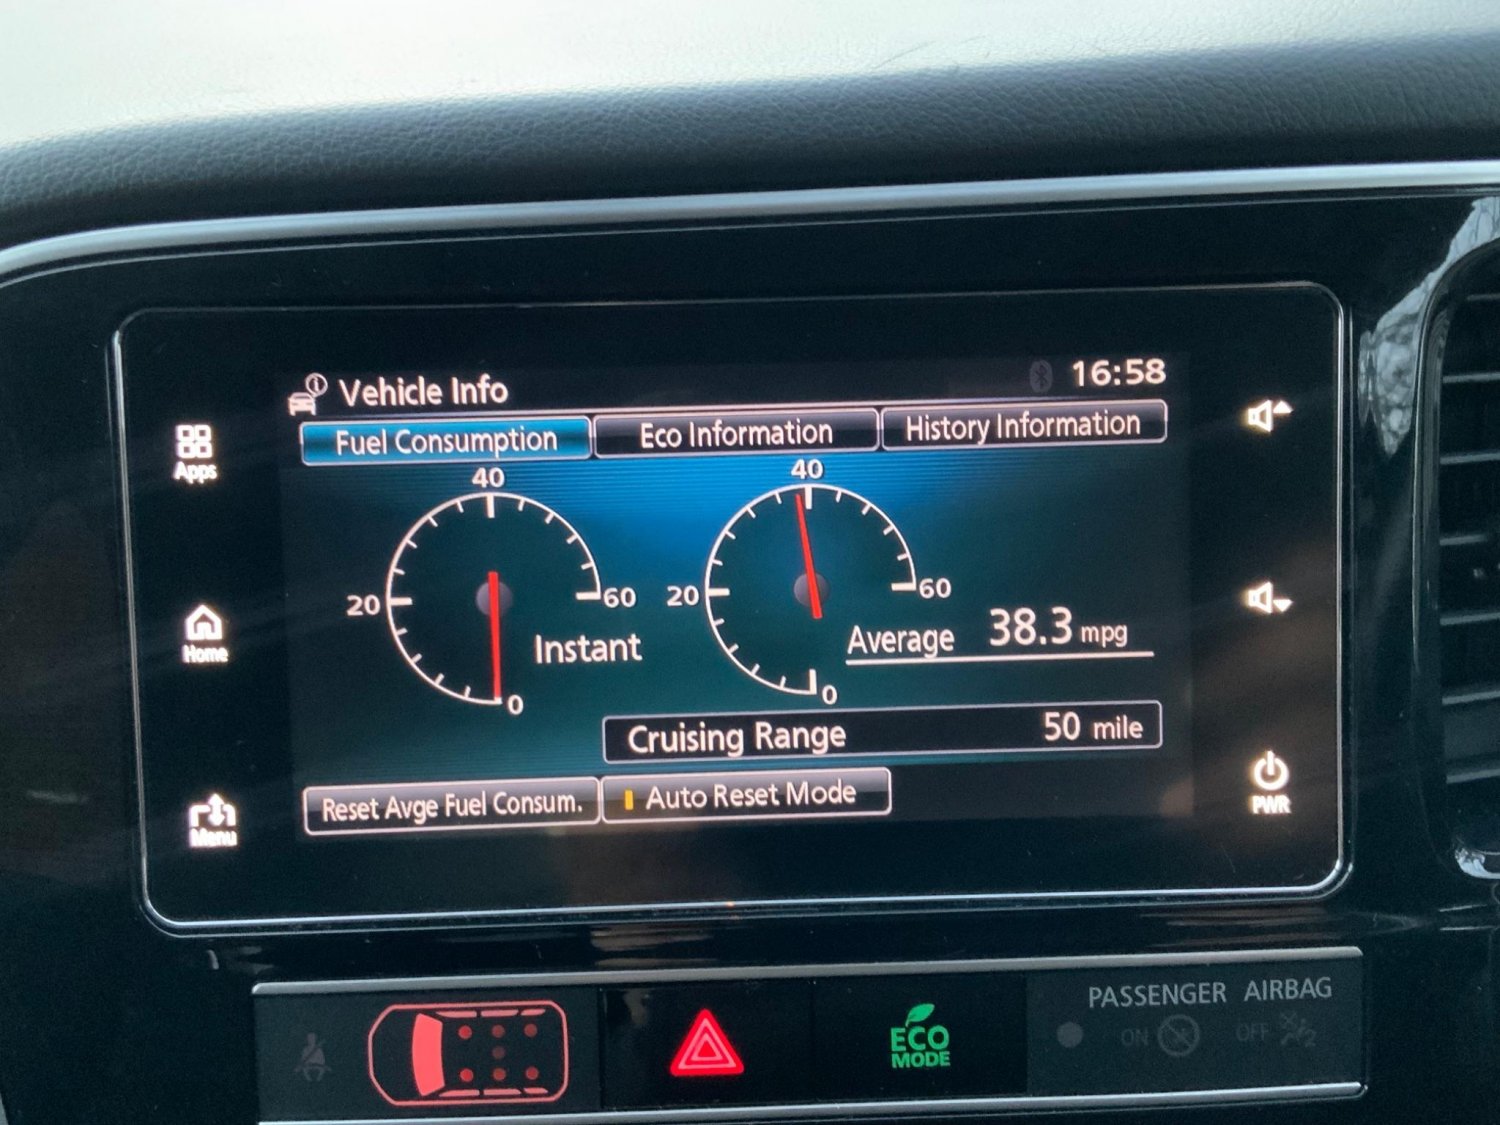 Vehicle Info
16:58
Fuel Consumption
Eco Information
History Information
Apps
40
20
60
0
Instant
40
20
60
0
Average 38.3 mpg
Home
Cruising Range 50 mile
Reset Avge Fuel Consum.
Auto Reset Mode
Menu
PWR
ECO
MODE
PASSENGER AIRBAG
ON
OFF
2